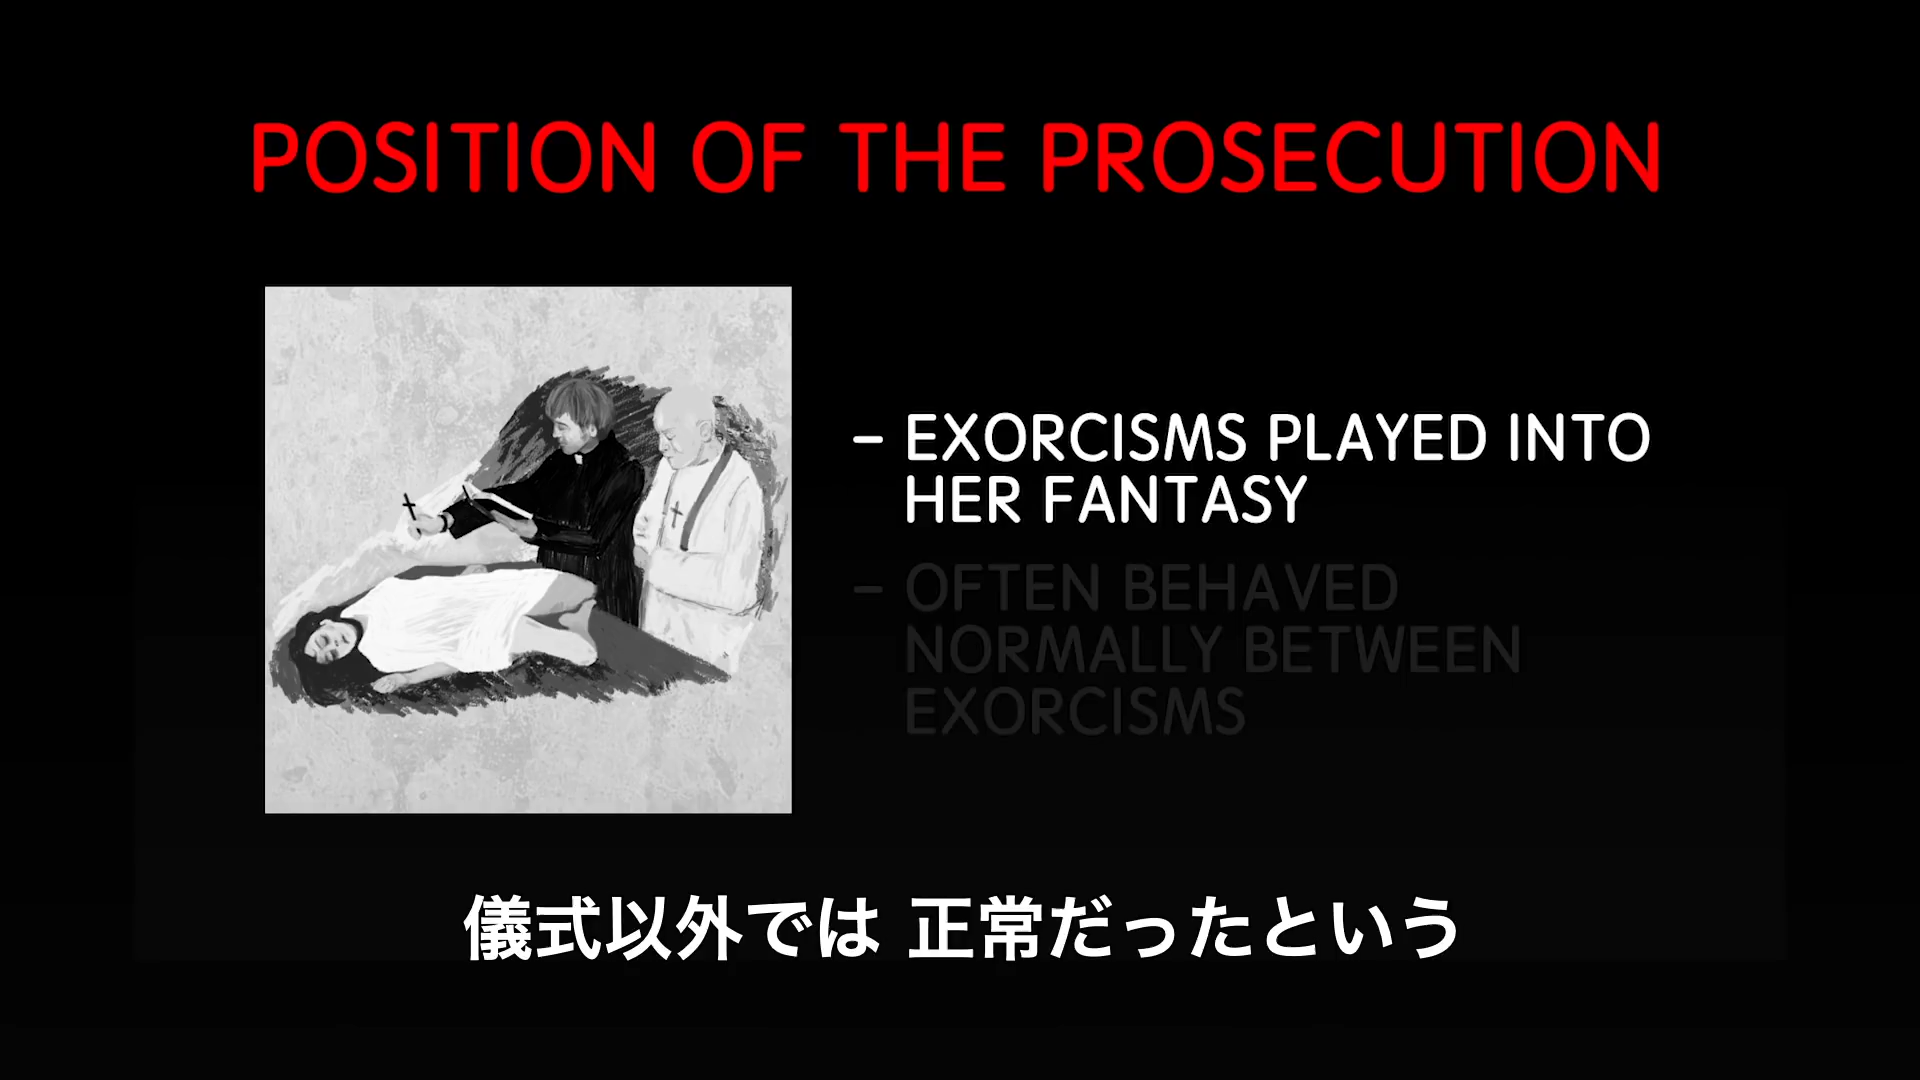 POSITION OF THE PROSECUTION
– EXORCISMS PLAYED INTO
HER FANTASY
– OFTEN BEHAVED
NORMALLY BETWEEN
EXORCISMS
儀式以外では 正常だったという